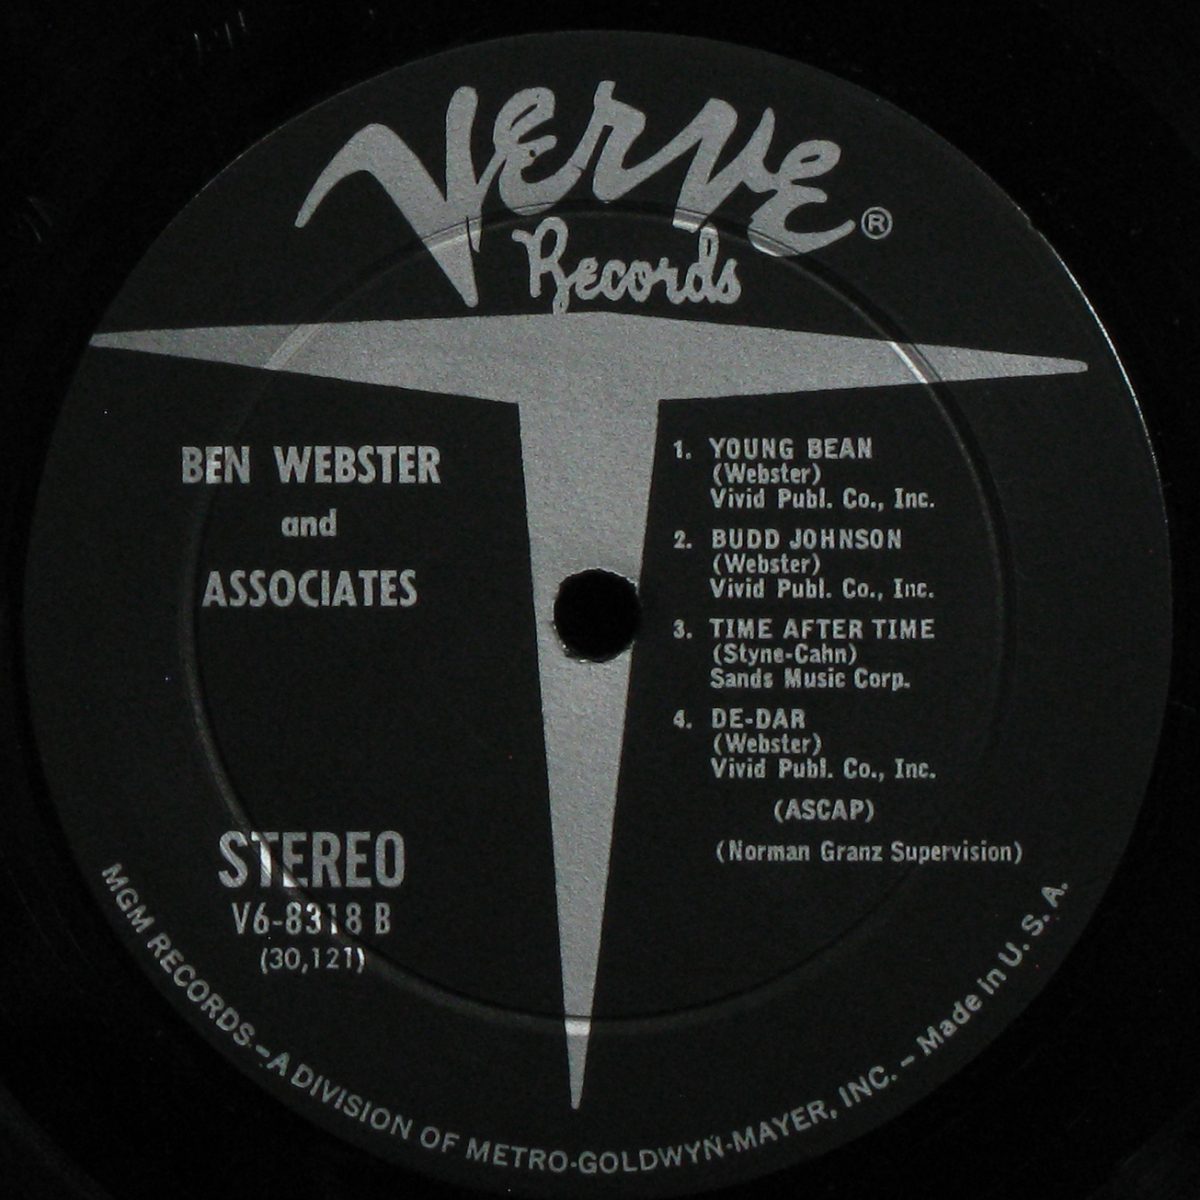 Verve ®
Records
BEN WEBSTER
and
ASSOCIATES
1. YOUNG BEAN
(Webster)
Vivid Publ. Co., Inc.
2. BUDD JOHNSON
(Webster)
Vivid Publ. Co., Inc.
3. TIME AFTER TIME
(Styne-Cahn)
Sands Music Corp.
4. DE-DAR
(Webster)
Vivid Publ. Co., Inc.
(ASCAP)
(Norman Granz Supervision)
STEREO
V6-8318 B
(30,121)
MGM RECORDS – A DIVISION OF METRO-GOLDWYN-MAYER, INC. – Made in U. S. A.